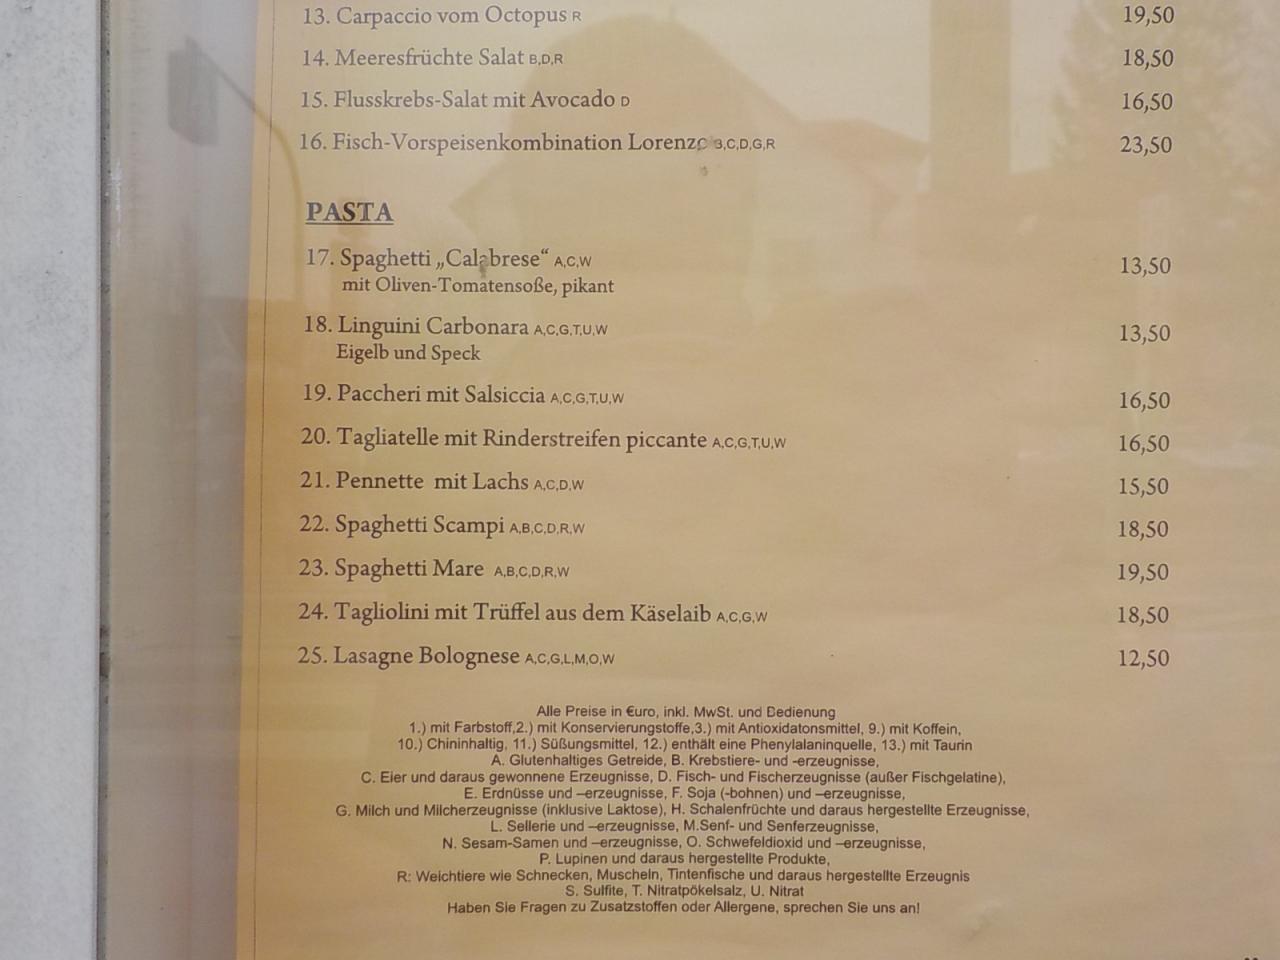 13. Carpaccio vom Octopus R 19,50
14. Meeresfrüchte Salat B,D,R 18,50
15. Flusskrebs-Salat mit Avocado D 16,50
16. Fisch-Vorspeisenkombination Lorenzo B,C,D,G,R 23,50
PASTA
17. Spaghetti „Calabrese“ A,C,W 13,50
mit Oliven-Tomatensoße, pikant
18. Linguini Carbonara A,C,G,T,U,W 13,50
Eigelb und Speck
19. Paccheri mit Salsiccia A,C,G,T,U,W 16,50
20. Tagliatelle mit Rinderstreifen piccante A,C,G,T,U,W 16,50
21. Pennette mit Lachs A,C,D,W 15,50
22. Spaghetti Scampi A,B,C,D,R,W 18,50
23. Spaghetti Mare A,B,C,D,R,W 19,50
24. Tagliolini mit Trüffel aus dem Käselaib A,C,G,W 18,50
25. Lasagne Bolognese A,C,G,L,M,O,W 12,50
Alle Preise in €uro, inkl. MwSt. und Bedienung
1.) mit Farbstoff,2.) mit Konservierungstoffe,3.) mit Antioxidatonsmittel, 9.) mit Koffein,
10.) Chininhaltig, 11.) Süßungsmittel, 12.) enthält eine Phenylalaninquelle, 13.) mit Taurin
A. Glutenhaltiges Getreide, B. Krebstiere- und -erzeugnisse,
C. Eier und daraus gewonnene Erzeugnisse, D. Fisch- und Fischerzeugnisse (außer Fischgelatine),
E. Erdnüsse und –erzeugnisse, F. Soja (-bohnen) und –erzeugnisse,
G. Milch und Milcherzeugnisse (inklusive Laktose), H. Schalenfrüchte und daraus hergestellte Erzeugnisse,
L. Sellerie und –erzeugnisse, M.Senf- und Senferzeugnisse,
N. Sesam-Samen und –erzeugnisse, O. Schwefeldioxid und –erzeugnisse,
P. Lupinen und daraus hergestellte Produkte,
R: Weichtiere wie Schnecken, Muscheln, Tintenfische und daraus hergestellte Erzeugnis
S. Sulfite, T. Nitratpökelsalz, U. Nitrat
Haben Sie Fragen zu Zusatzstoffen oder Allergene, sprechen Sie uns an!